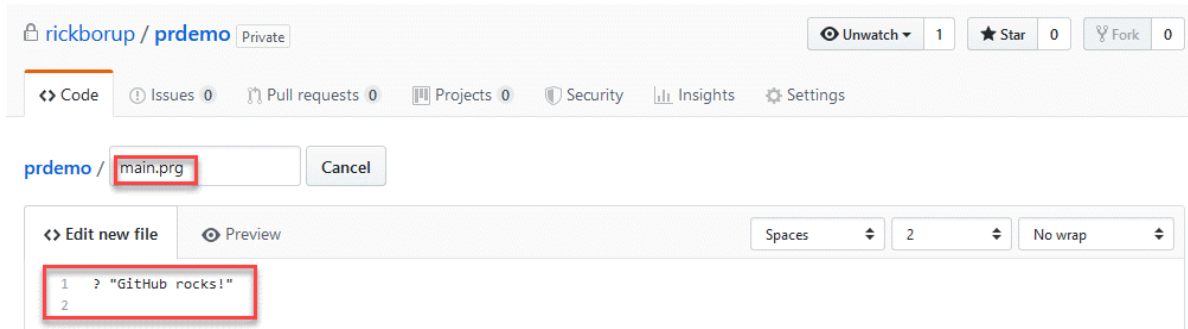 rickborup / prdemo Private Unwatch 1 Star 0 Fork 0
Code Issues 0 Pull requests 0 Projects 0 Security Insights Settings
prdemo / main.prg Cancel
<> Edit new file Preview Spaces 2 No wrap
1 ? "GitHub rocks!"
2